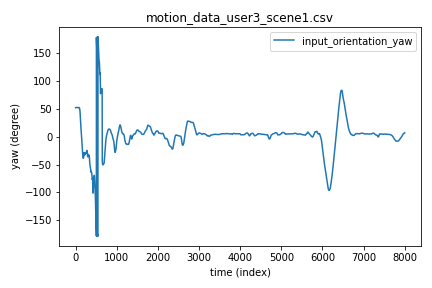 motion_data_user3_scene1.csv
input_orientation_yaw
yaw (degree)
150
100
50
0
−50
−100
−150
0 1000 2000 3000 4000 5000 6000 7000 8000
time (index)